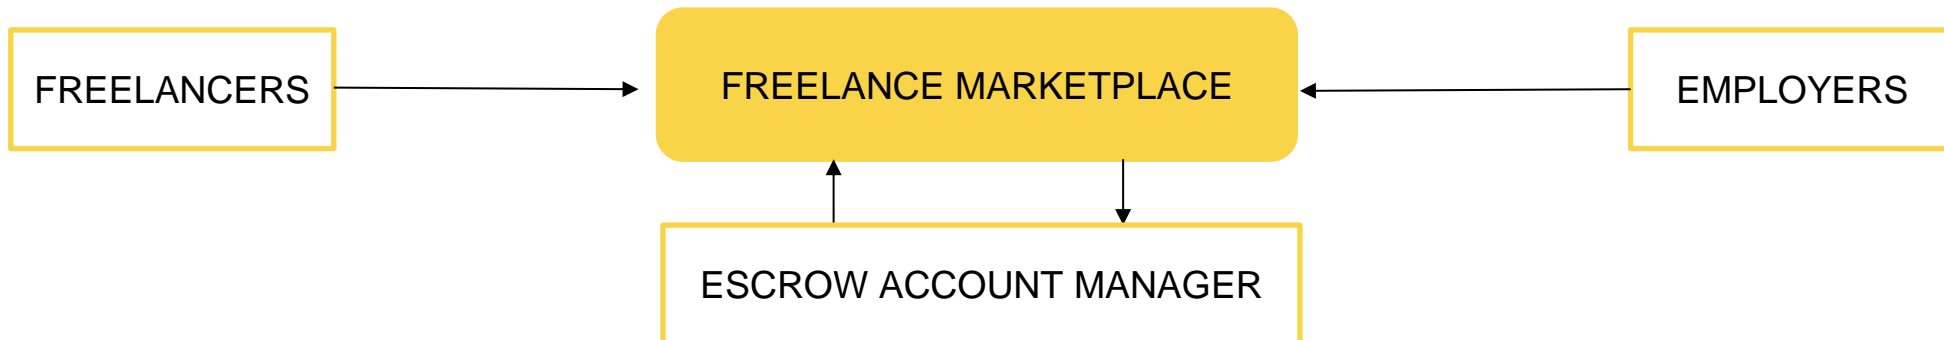 FREELANCERS
FREELANCE MARKETPLACE
EMPLOYERS
ESCROW ACCOUNT MANAGER